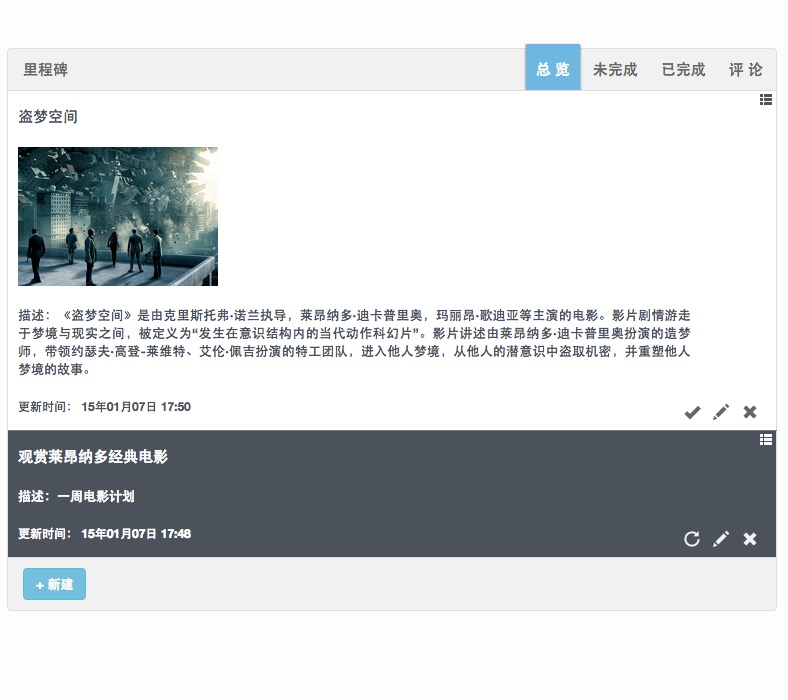 里程碑
总 览
未完成
已完成
评 论
盗梦空间
描述：《盗梦空间》是由克里斯托弗·诺兰执导，莱昂纳多·迪卡普里奥，玛丽昂·歌迪亚等主演的电影。影片剧情游走
于梦境与现实之间，被定义为“发生在意识结构内的当代动作科幻片”。影片讲述由莱昂纳多·迪卡普里奥扮演的造梦
师，带领约瑟夫·高登-莱维特、艾伦·佩吉扮演的特工团队，进入他人梦境，从他人的潜意识中盗取机密，并重塑他人
梦境的故事。
更新时间： 15年01月07日 17:50
观赏莱昂纳多经典电影
描述：一周电影计划
更新时间： 15年01月07日 17:48
+ 新建